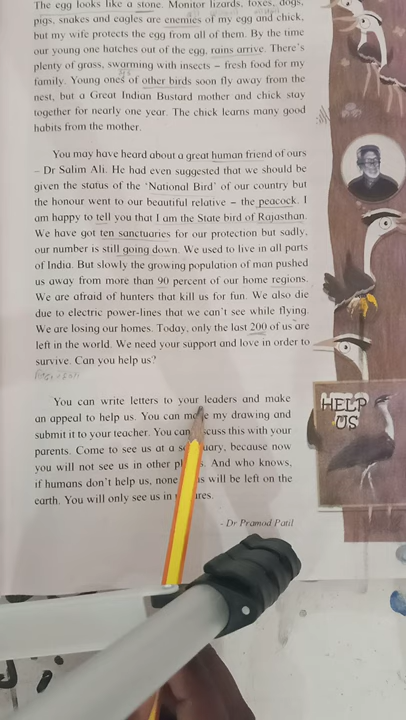 The egg looks like a stone. Monitor lizards, foxes, dogs,
pigs, snakes and eagles are enemies of my egg and chick,
but my wife protects the egg from all of them. By the time
our young one hatches out of the egg, rains arrive. There's
plenty of grass, swarming with insects – fresh food for my
family. Young ones of other birds soon fly away from the
nest, but a Great Indian Bustard mother and chick stay
together for nearly one year. The chick learns many good
habits from the mother.
You may have heard about a great human friend of ours
– Dr Salim Ali. He had even suggested that we should be
given the status of the 'National Bird' of our country but
the honour went to our beautiful relative – the peacock. I
am happy to tell you that I am the State bird of Rajasthan.
We have got ten sanctuaries for our protection but sadly,
our number is still going down. We used to live in all parts
of India. But slowly the growing population of man pushed
us away from more than 90 percent of our home regions.
We are afraid of hunters that kill us for fun. We also die
due to electric power-lines that we can't see while flying.
We are losing our homes. Today, only the last 200 of us are
left in the world. We need your support and love in order to
survive. Can you help us?
You can write letters to your leaders and make
an appeal to help us. You can my drawing and
submit it to your teacher. You can this with your
parents. Come to see us at a because now
you will not see us in other And who knows,
if humans don't help us, none will be left on the
earth. You will only see us in
- Dr Pramod Patil
HELP
US